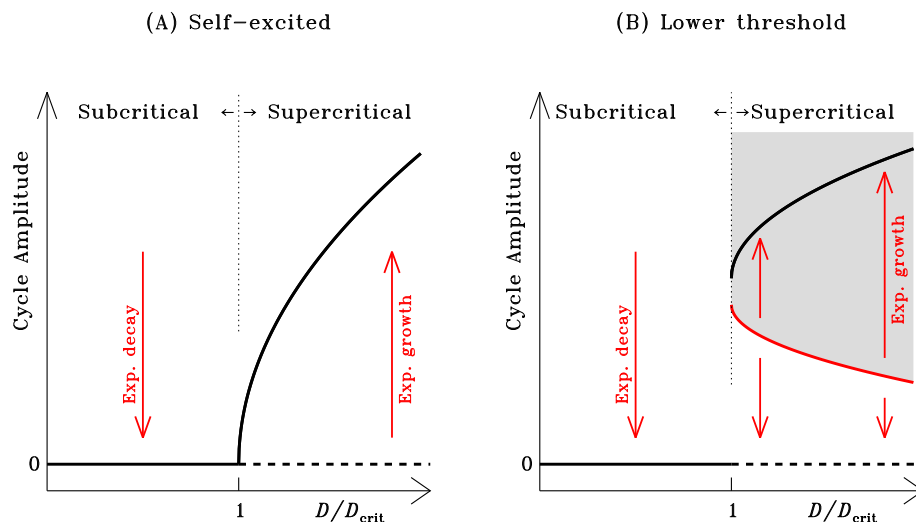 (A) Self-excited
(B) Lower threshold
Subcritical
← →
Supercritical
Cycle Amplitude
Exp. decay
Exp. growth
0
1
D/Dcrit
Subcritical
← →
Supercritical
Cycle Amplitude
Exp. decay
Exp. growth
0
1
D/Dcrit